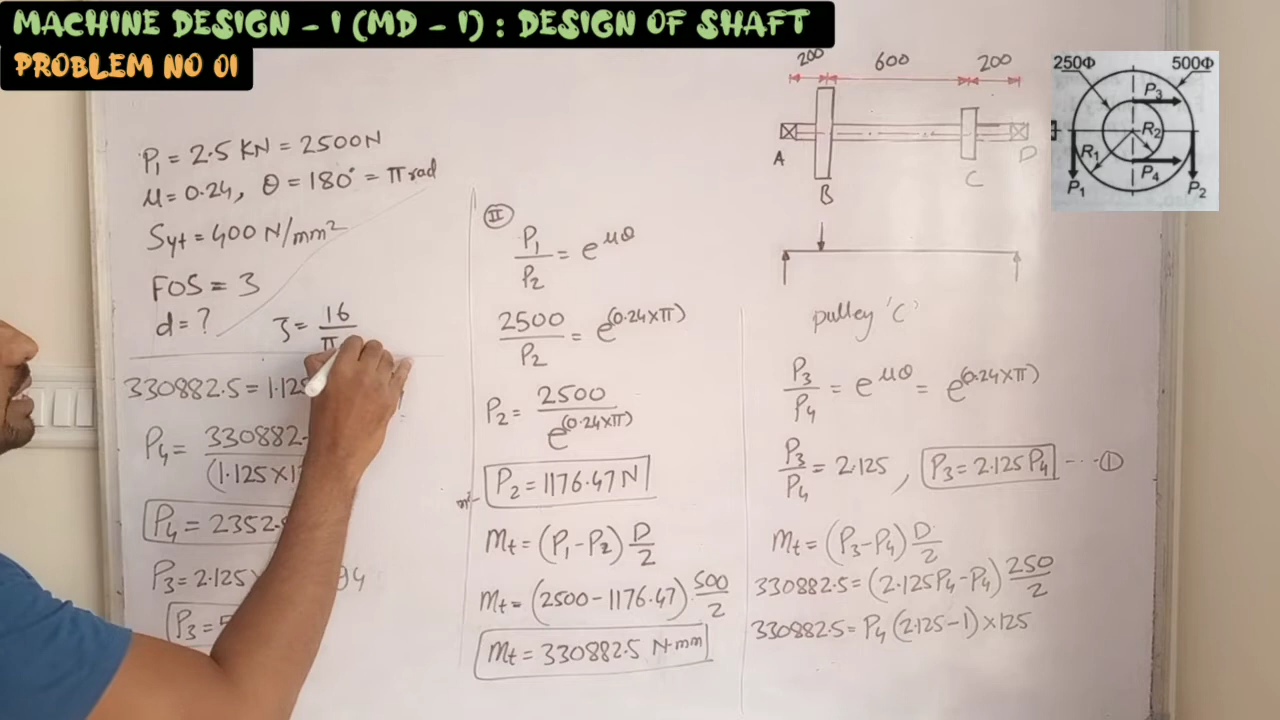 MACHINE DESIGN - 1 (MD - 1) : DESIGN OF SHAFT
PROBLEM NO 01
P₁ = 2.5 KN = 2500N
μ = 0.24, θ = 180° = π rad
Syt = 400 N/mm²
FOS = 3
d = ?
τ = 16/π
330882.5 = 1.125
P₄ = 330882./(1.125×1
P₄ = 2352.
P₃ = 2.125× 94
P₃ =
II
P₁/P₂ = e^μθ
2500/P₂ = e^(0.24×π)
P₂ = 2500/e^(0.24×π)
P₂ = 1176.47 N
Mt = (P₁ - P₂) D/2
Mt = (2500 - 1176.47) 500/2
Mt = 330882.5 N-mm
200 600 200
A B C D
pulley 'C'
P₃/P₄ = e^μθ = e^(0.24×π)
P₃/P₄ = 2.125 , P₃ = 2.125 P₄ --- ①
Mt = (P₃ - P₄) D/2
330882.5 = (2.125P₄ - P₄) 250/2
330882.5 = P₄ (2.125 - 1) × 125
250Φ 500Φ
P₃
R₂
R₁
P₄
P₁ P₂